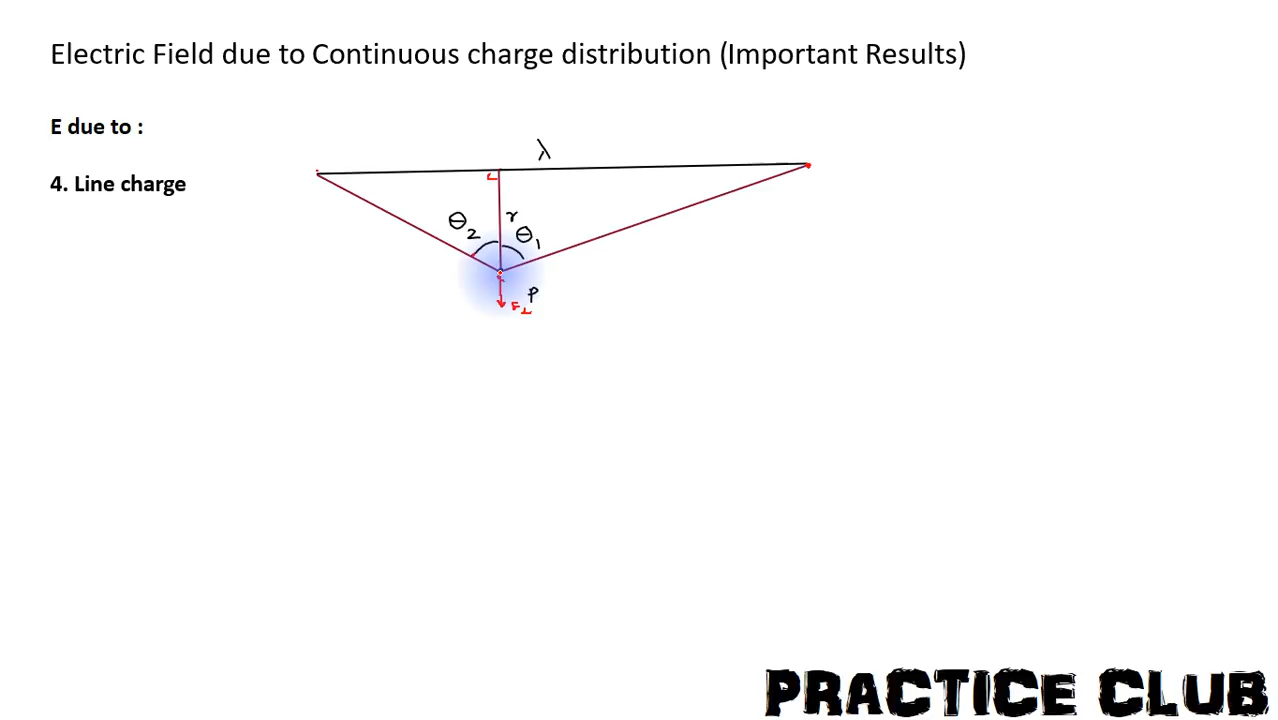 Electric Field due to Continuous charge distribution (Important Results)
E due to :
λ
4. Line charge
θ2
r
θ1
P
E⊥
PRACTICE CLUB